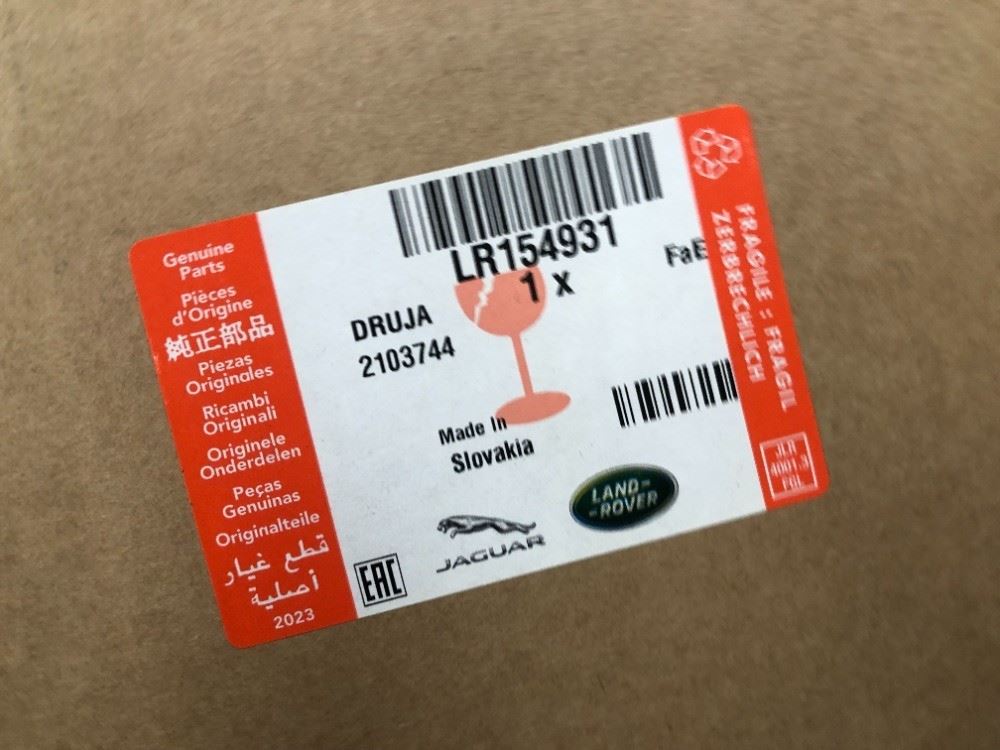 Genuine
Parts
Pièces
d'Origine
純正部品
Piezas
Originales
Ricambi
Originali
Originele
Onderdelen
Peças
Genuinas
Originalteile
قطع غيار
أصلية
2023
LR154931
1 X
FaE
DRUJA
2103744
Made In
Slovakia
EAC
JAGUAR
LAND-
-ROVER
FRAGILE : FRAGIL
ZERBRECHLICH
JLR
4001.3
FGL